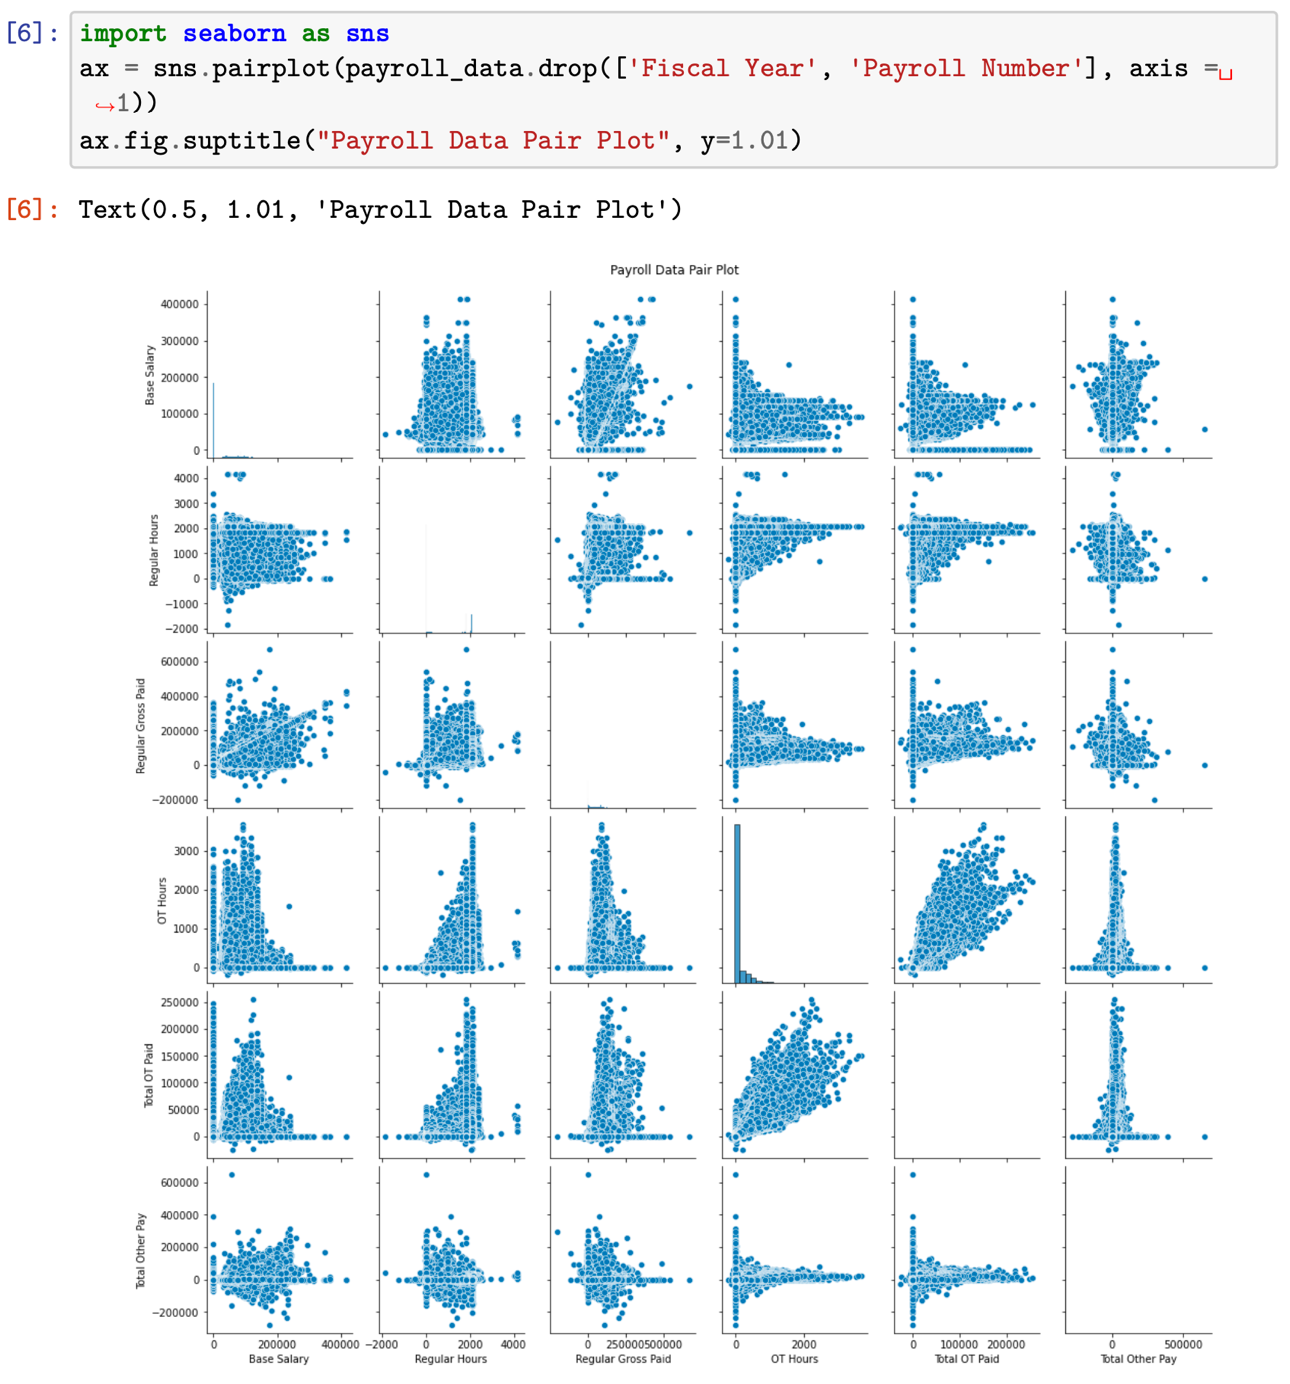 [6]: import seaborn as sns
ax = sns.pairplot(payroll_data.drop(['Fiscal Year', 'Payroll Number'], axis =␣
↪1))
ax.fig.suptitle("Payroll Data Pair Plot", y=1.01)
[6]: Text(0.5, 1.01, 'Payroll Data Pair Plot')
Payroll Data Pair Plot
400000
300000
200000
100000
0
Base Salary
4000
3000
2000
1000
0
−1000
−2000
Regular Hours
600000
400000
200000
0
−200000
Regular Gross Paid
3000
2000
1000
0
OT Hours
250000
200000
150000
100000
50000
0
Total OT Paid
600000
400000
200000
0
−200000
Total Other Pay
0 200000 400000 −2000 0 2000 4000 0 250000500000 0 2000 0 100000 200000 0 500000
Base Salary Regular Hours Regular Gross Paid OT Hours Total OT Paid Total Other Pay